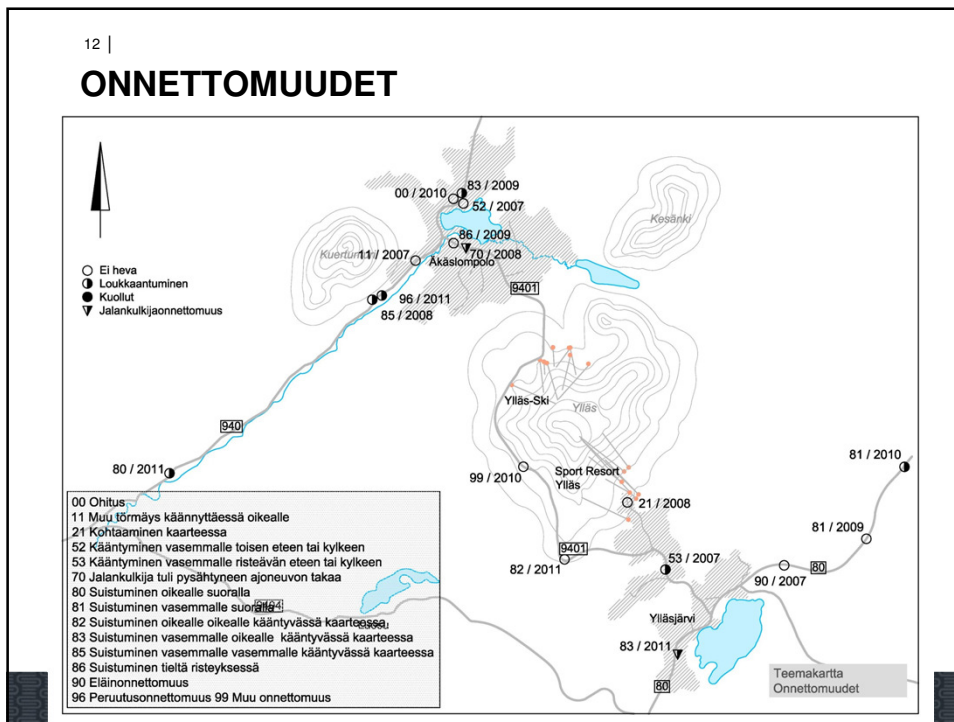 12 |
ONNETTOMUUDET
83 / 2009
00 / 2010
52 / 2007
Kesänki
86 / 2009
Kuertunturi
11 / 2007
70 / 2008
Äkäslompolo
Ei heva
Loukkaantuminen
Kuollut
Jalankulkijaonnettomuus
9401
96 / 2011
85 / 2008
Ylläs-Ski
Ylläs
940
80 / 2011
99 / 2010
Sport Resort
Ylläs
81 / 2010
21 / 2008
81 / 2009
9401
82 / 2011
53 / 2007
80
90 / 2007
Ylläsjärvi
83 / 2011
80
00 Ohitus
11 Muu törmäys käännyttäessä oikealle
21 Kohtaaminen kaarteessa
52 Kääntyminen vasemmalle toisen eteen tai kylkeen
53 Kääntyminen vasemmalle risteävän eteen tai kylkeen
70 Jalankulkija tuli pysähtyneen ajoneuvon takaa
80 Suistuminen oikealle suoralla
81 Suistuminen vasemmalle suoralla
9404
82 Suistuminen oikealle oikealle kääntyvässä kaarteessa
Luosu
83 Suistuminen vasemmalle oikealle kääntyvässä kaarteessa
85 Suistuminen vasemmalle vasemmalle kääntyvässä kaarteessa
86 Suistuminen tieltä risteyksessä
90 Eläinonnettomuus
96 Peruutusonnettomuus 99 Muu onnettomuus
Teemakartta
Onnettomuudet